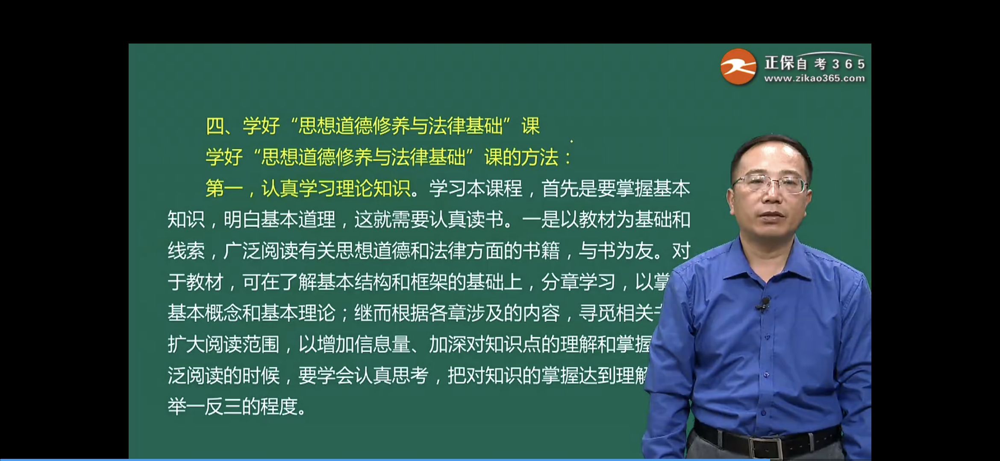 正保自考365
www.zikao365.com
四、学好“思想道德修养与法律基础”课
学好“思想道德修养与法律基础”课的方法：
第一，认真学习理论知识。学习本课程，首先是要掌握基本
知识，明白基本道理，这就需要认真读书。一是以教材为基础和
线索，广泛阅读有关思想道德和法律方面的书籍，与书为友。对
于教材，可在了解基本结构和框架的基础上，分章学习，以掌
基本概念和基本理论；继而根据各章涉及的内容，寻觅相关
扩大阅读范围，以增加信息量、加深对知识点的理解和掌握
泛阅读的时候，要学会认真思考，把对知识的掌握达到理解
举一反三的程度。